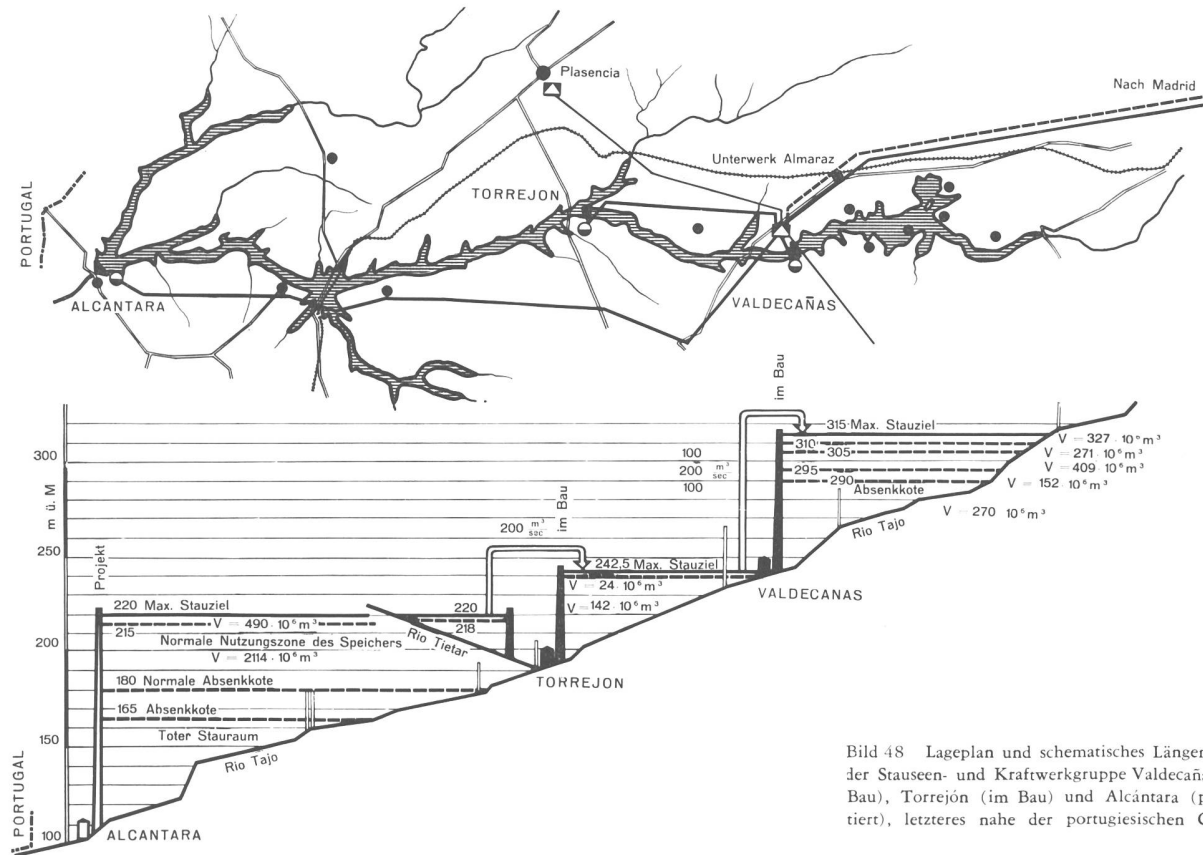 Plasencia
Nach Madrid
Unterwerk Almaraz
TORREJON
PORTUGAL
ALCANTARA
VALDECAÑAS
im Bau
315 Max. Stauziel
310
305
295
290
Absenkkote
V = 327 · 10⁶ m³
V = 271 · 10⁶ m³
V = 409 · 10⁶ m³
V = 152 · 10⁶ m³
V = 270 10⁶ m³
Rio Tajo
100
200 m³/sec
100
300
m ü. M
250
200
150
100
200 m³/sec
im Bau
242,5 Max. Stauziel
V = 24 · 10⁶ m³
V = 142 · 10⁶ m³
VALDECANAS
Projekt
220 Max. Stauziel
215
V = 490 · 10⁶ m³
Normale Nutzungszone des Speichers
V = 2114 · 10⁶ m³
220
218
Rio Tietar
TORREJON
180 Normale Absenkkote
165 Absenkkote
Toter Stauraum
Rio Tajo
PORTUGAL
ALCANTARA
Bild 48 Lageplan und schematisches Länger
der Stauseen- und Kraftwerkgruppe Valdecañ
Bau), Torrejón (im Bau) und Alcántara (p
tiert), letzteres nahe der portugiesischen G